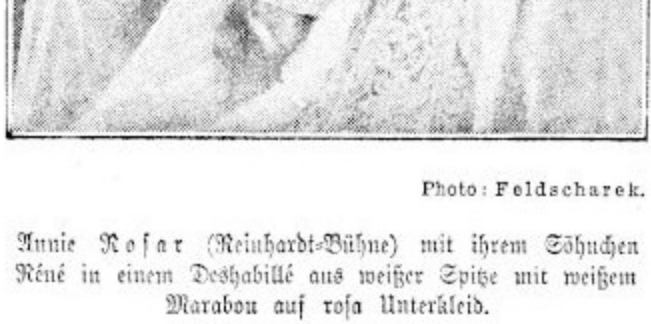 Photo: Feldscharek.
Annie Rosar (Reinhardt-Bühne) mit ihrem Söhnchen
Réné in einem Deshabillé aus weißer Spitze mit weißem
Marabou auf rosa Unterkleid.